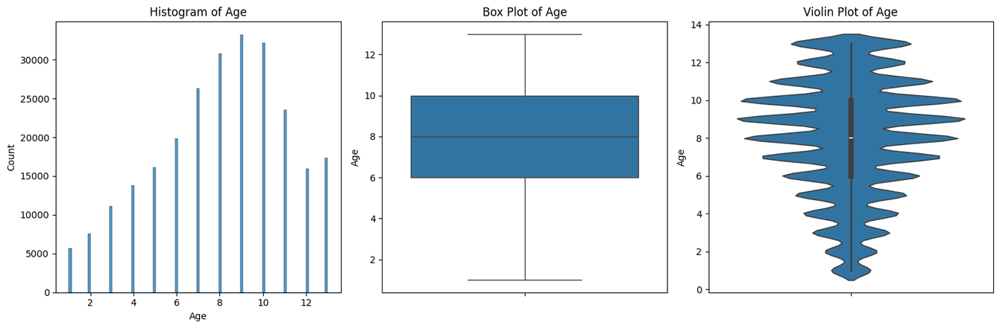 Histogram of Age
30000
25000
20000
15000
10000
5000
0
Count
2 4 6 8 10 12
Age
Box Plot of Age
12
10
8
6
4
2
Age
Violin Plot of Age
14
12
10
8
6
4
2
0
Age